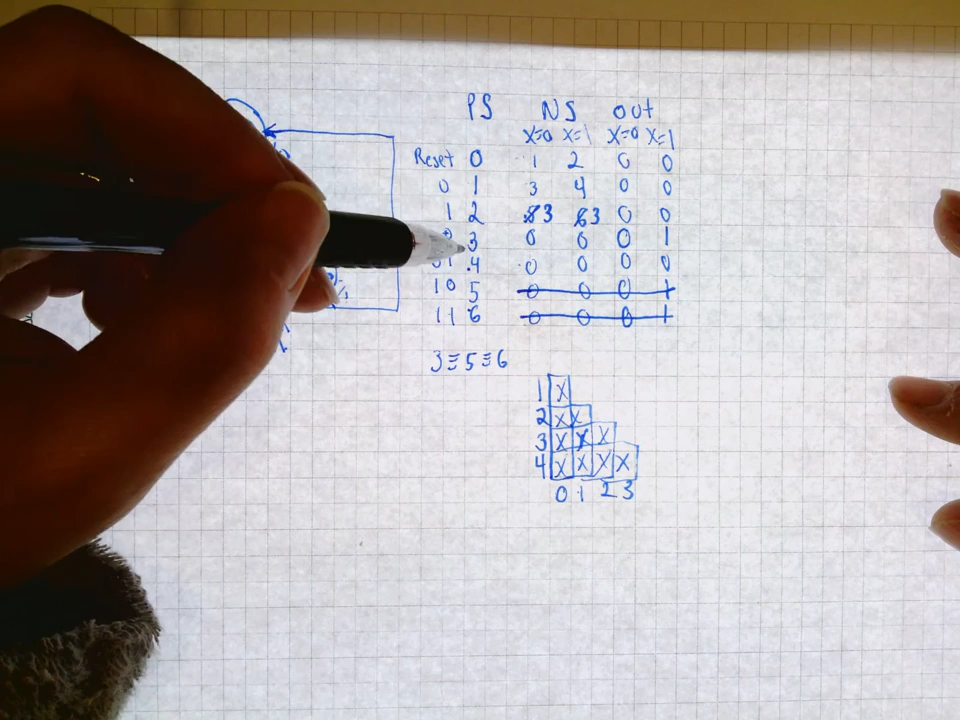 PS NS out
x=0 x=1 x=0 x=1
Reset 0 1 2 0 0
0 1 3 4 0 0
1 2 3 3 0 0
3 0 0 0 1
4 0 0 0 0
10 5 0 0 0 1
11 6 0 0 0 1
3≡5≡6
1 X
2 X X
3 X X X
4 X X X X
0 1 2 3